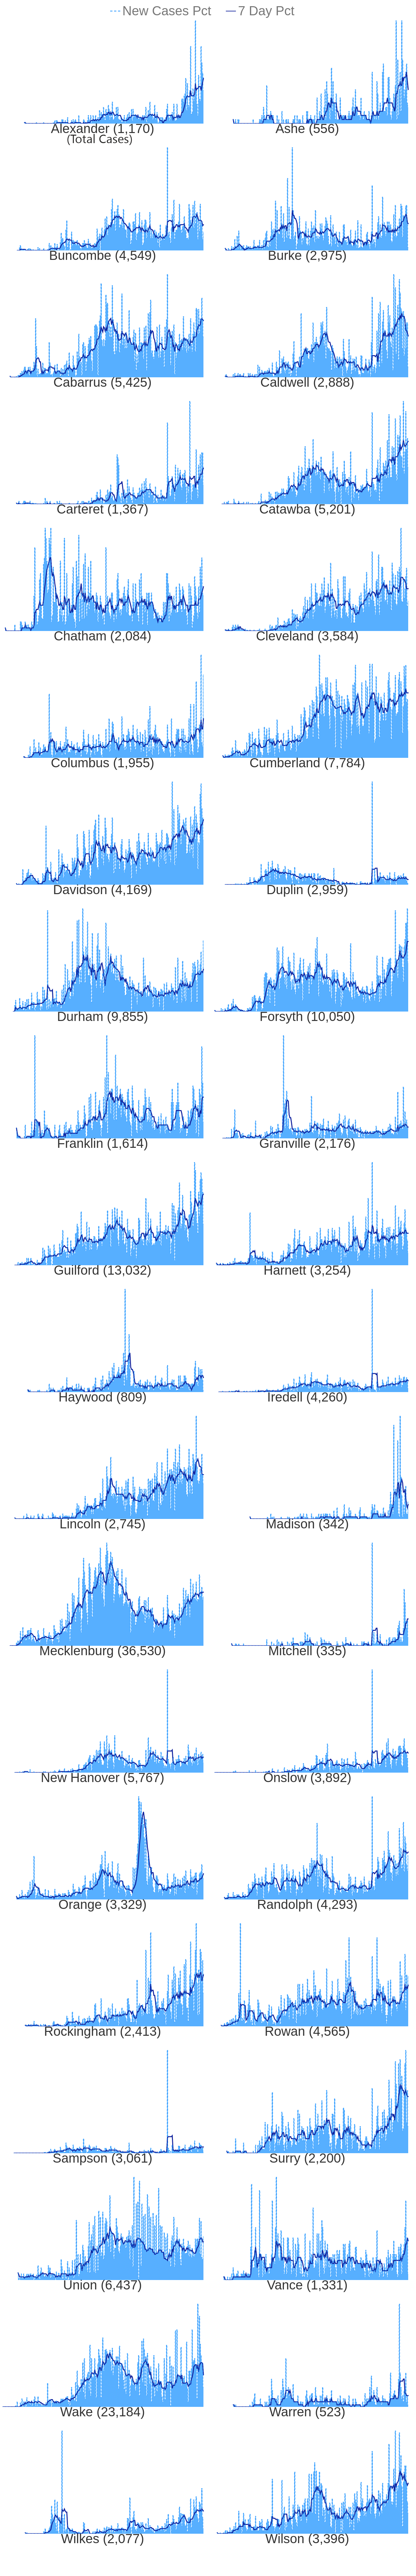 New Cases Pct 7 Day Pct
Alexander (1,170) Ashe (556)
(Total Cases)
Buncombe (4,549) Burke (2,975)
Cabarrus (5,425) Caldwell (2,888)
Carteret (1,367) Catawba (5,201)
Chatham (2,084) Cleveland (3,584)
Columbus (1,955) Cumberland (7,784)
Davidson (4,169) Duplin (2,959)
Durham (9,855) Forsyth (10,050)
Franklin (1,614) Granville (2,176)
Guilford (13,032) Harnett (3,254)
Haywood (809) Iredell (4,260)
Lincoln (2,745) Madison (342)
Mecklenburg (36,530) Mitchell (335)
New Hanover (5,767) Onslow (3,892)
Orange (3,329) Randolph (4,293)
Rockingham (2,413) Rowan (4,565)
Sampson (3,061) Surry (2,200)
Union (6,437) Vance (1,331)
Wake (23,184) Warren (523)
Wilkes (2,077) Wilson (3,396)